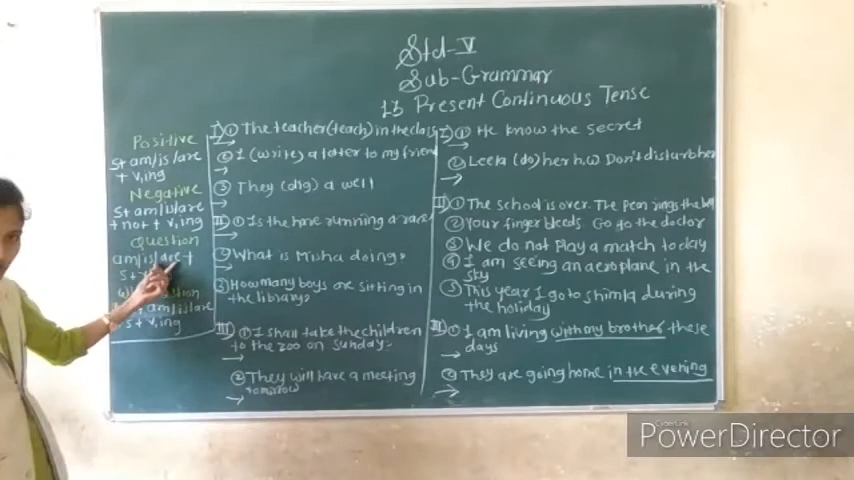 Std-V
Sub-Grammar
13 Present Continuous Tense
Positive
S+ am/is/are
+ v,ing
Negative
S+ am/is/are
+ not + v,ing
Question
am/is/are +
S+
am/is/are
S+ v,ing
I) ① The teacher (teach) in the class
② I (write) a letter to my friend
③ They (dig) a well
II) ① Is the horse running a race?
② What is Misha doing?
③ How many boys are sitting in
the library?
III) ① I shall take the children
to the zoo on Sunday.
② They will have a meeting
tomorrow
I) ① He know the secret
② Leela (do) her h.w Don't disturb her
II) ① The school is over. The peon rings the bell
② Your finger bleeds. Go to the doctor
③ We do not play a match today
④ I am seeing an aeroplane in the
sky
⑤ This year I go to Shimla during
the holiday
III) ① I am living with my brother these
days
② They are going home in the evening
CyberLink
PowerDirector